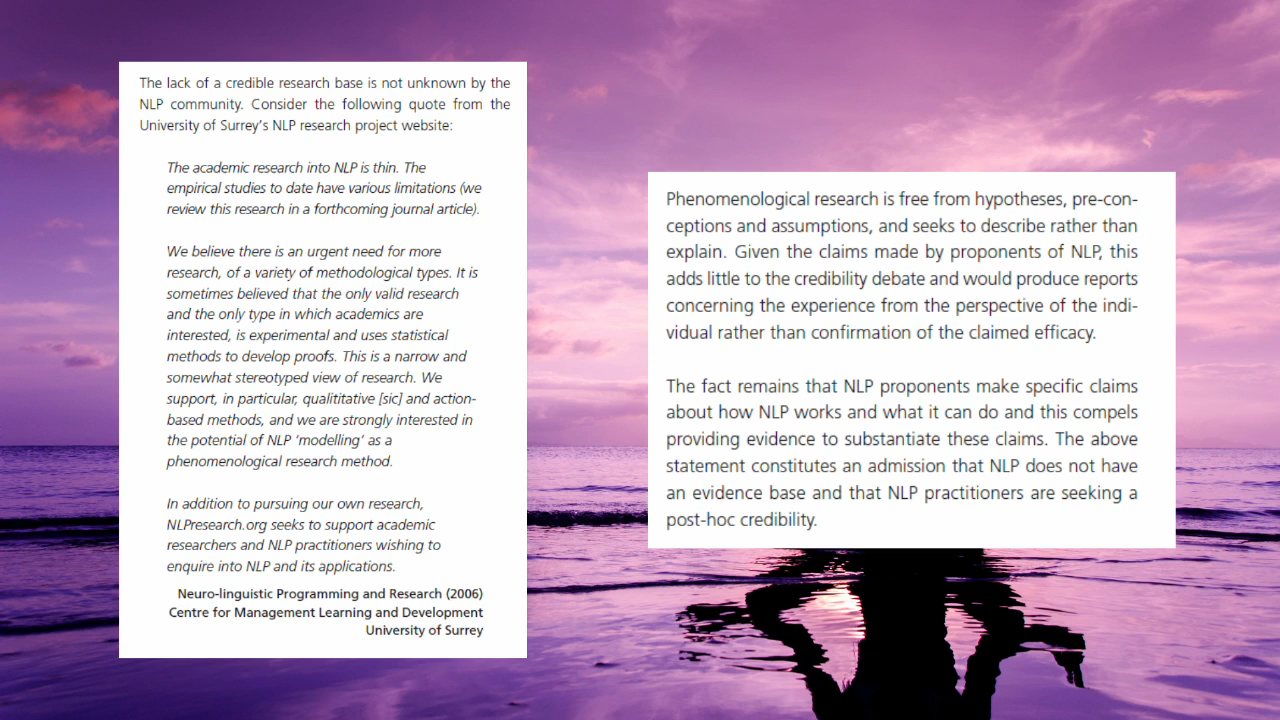 The lack of a credible research base is not unknown by the
NLP community. Consider the following quote from the
University of Surrey's NLP research project website:
The academic research into NLP is thin. The
empirical studies to date have various limitations (we
review this research in a forthcoming journal article).
We believe there is an urgent need for more
research, of a variety of methodological types. It is
sometimes believed that the only valid research
and the only type in which academics are
interested, is experimental and uses statistical
methods to develop proofs. This is a narrow and
somewhat stereotyped view of research. We
support, in particular, qualititative [sic] and action-
based methods, and we are strongly interested in
the potential of NLP 'modelling' as a
phenomenological research method.
In addition to pursuing our own research,
NLPresearch.org seeks to support academic
researchers and NLP practitioners wishing to
enquire into NLP and its applications.
Neuro-linguistic Programming and Research (2006)
Centre for Management Learning and Development
University of Surrey
Phenomenological research is free from hypotheses, pre-con-
ceptions and assumptions, and seeks to describe rather than
explain. Given the claims made by proponents of NLP, this
adds little to the credibility debate and would produce reports
concerning the experience from the perspective of the indi-
vidual rather than confirmation of the claimed efficacy.
The fact remains that NLP proponents make specific claims
about how NLP works and what it can do and this compels
providing evidence to substantiate these claims. The above
statement constitutes an admission that NLP does not have
an evidence base and that NLP practitioners are seeking a
post-hoc credibility.